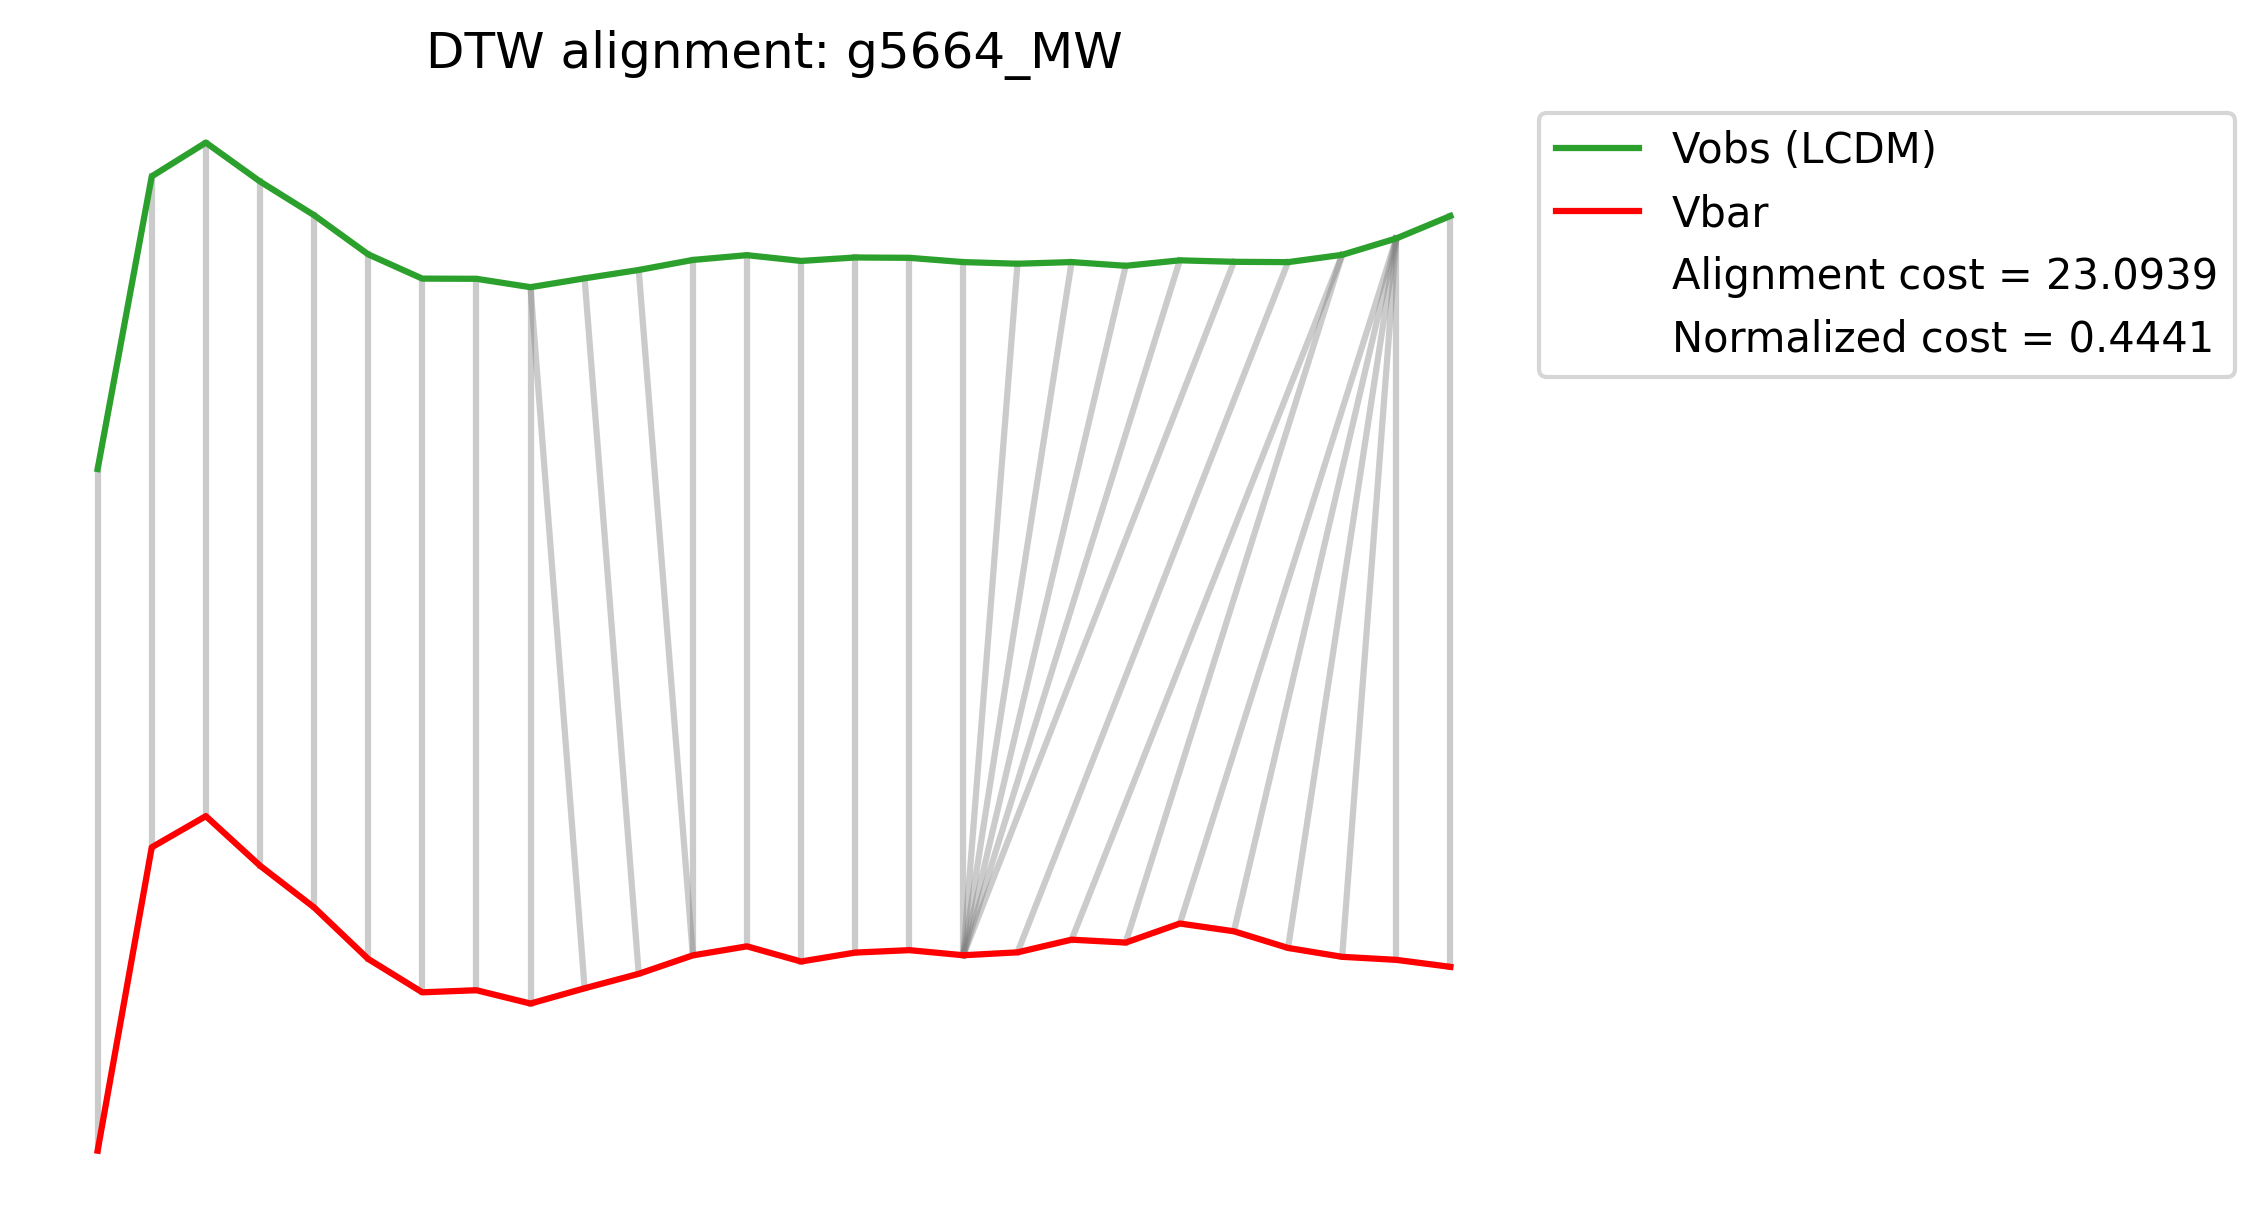 DTW alignment: g5664_MW
Vobs (LCDM)
Vbar
Alignment cost = 23.0939
Normalized cost = 0.4441